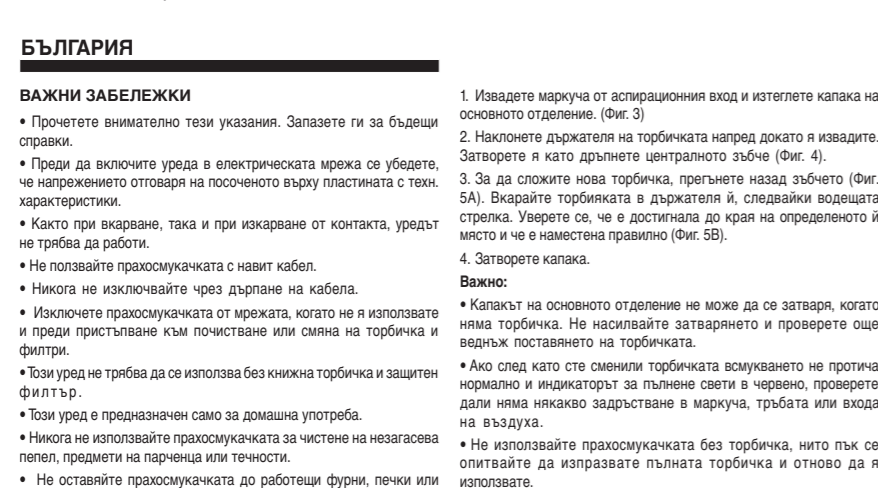 БЪЛГАРИЯ
ВАЖНИ ЗАБЕЛЕЖКИ
• Прочетете внимателно тези указания. Запазете ги за бъдещи
справки.
• Преди да включите уреда в електрическата мрежа се убедете,
че напрежението отговаря на посоченото върху пластината с техн.
характеристики.
• Както при вкарване, така и при изкарване от контакта, уредът
не трябва да работи.
• Не ползвайте прахосмукачката с навит кабел.
• Никога не изключвайте чрез дърпане на кабела.
• Изключете прахосмукачката от мрежата, когато не я използвате
и преди пристъпване към почистване или смяна на торбичка и
филтри.
• Този уред не трябва да се използва без книжна торбичка и защитен
филтър.
• Този уред е предназначен само за домашна употреба.
• Никога не използвайте прахосмукачката за чистене на незагасева
пепел, предмети на парченца или течности.
• Не оставяйте прахосмукачката до работещи фурни, печки или
1. Извадете маркуча от аспирационния вход и изтеглете капака на
основното отделение. (Фиг. 3)
2. Наклонете държателя на торбичката напред докато я извадите.
Затворете я като дръпнете централното зъбче (Фиг. 4).
3. За да сложите нова торбичка, прегънете назад зъбчето (Фиг.
5A). Вкарайте торбияката в държателя й, следвайки водещата
стрелка. Уверете се, че е достигнала до края на определеното й
място и че е наместена правилно (Фиг. 5B).
4. Затворете капака.
Важно:
• Капакът на основното отделение не може да се затваря, когато
няма торбичка. Не насилвайте затварянето и проверете още
веднъж поставянето на торбичката.
• Ако след като сте сменили торбичката всмукването не протича
нормално и индикаторът за пълнене свети в червено, проверете
дали няма някакво задръстване в маркуча, тръбата или входа
на въздуха.
• Не използвайте прахосмукачката без торбичка, нито пък се
опитвайте да изпразвате пълната торбичка и отново да я
използвате.